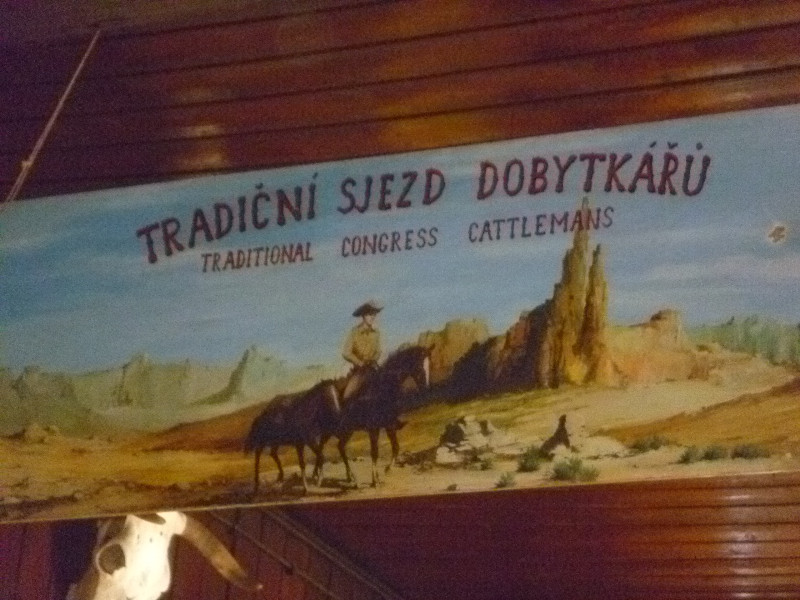 TRADIČNÍ SJEZD DOBYTKÁŘŮ
TRADITIONAL CONGRESS CATTLEMANS